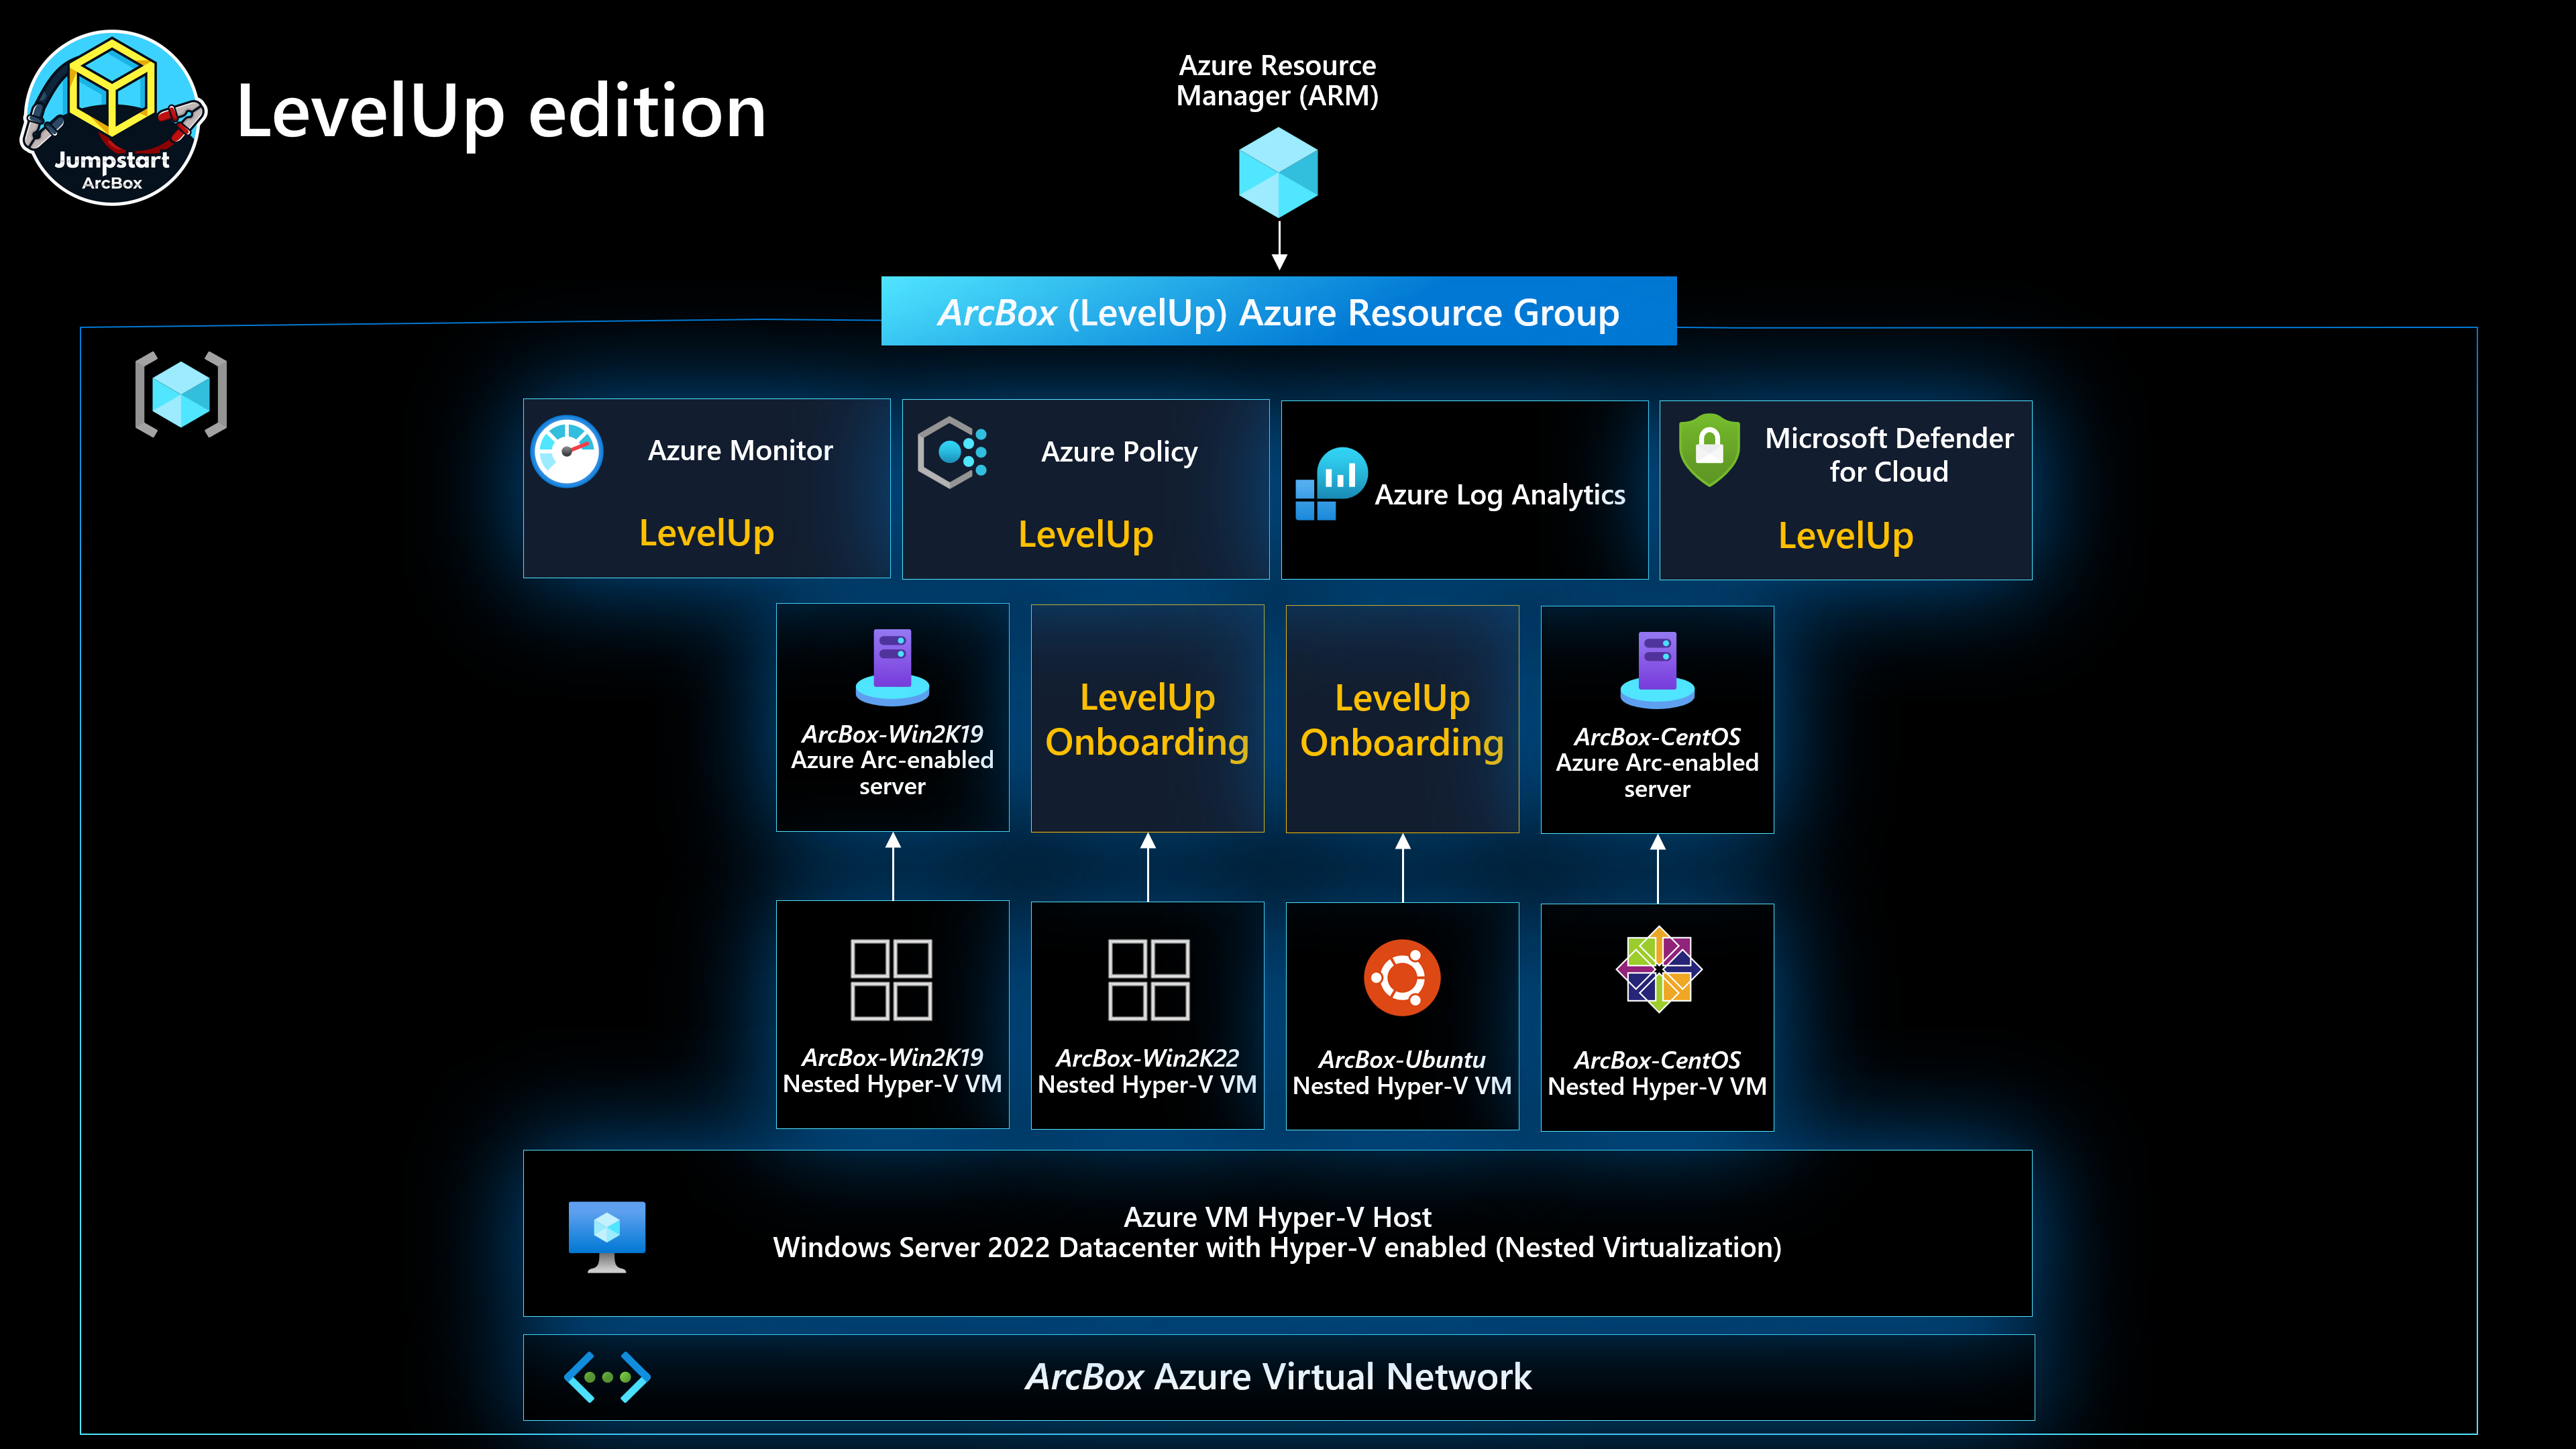 Jumpstart
ArcBox
LevelUp edition
Azure Resource
Manager (ARM)
ArcBox (LevelUp) Azure Resource Group
Azure Monitor
LevelUp
Azure Policy
LevelUp
Azure Log Analytics
Microsoft Defender
for Cloud
LevelUp
ArcBox-Win2K19
Azure Arc-enabled
server
LevelUp
Onboarding
LevelUp
Onboarding
ArcBox-CentOS
Azure Arc-enabled
server
ArcBox-Win2K19
Nested Hyper-V VM
ArcBox-Win2K22
Nested Hyper-V VM
ArcBox-Ubuntu
Nested Hyper-V VM
ArcBox-CentOS
Nested Hyper-V VM
Azure VM Hyper-V Host
Windows Server 2022 Datacenter with Hyper-V enabled (Nested Virtualization)
ArcBox Azure Virtual Network